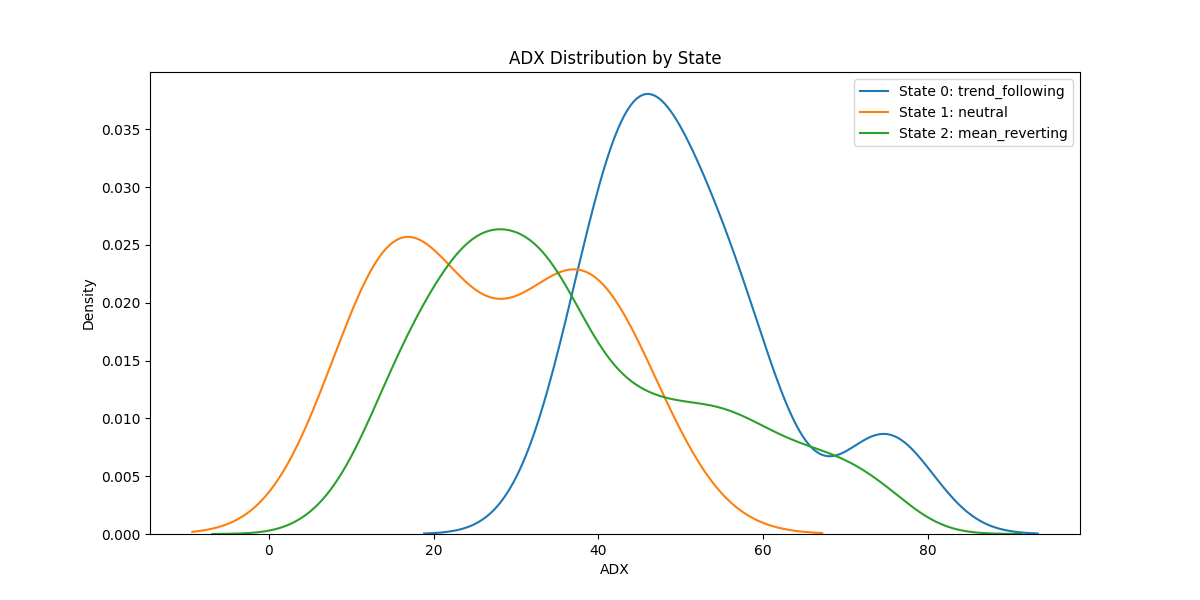 ADX Distribution by State
State 0: trend_following
State 1: neutral
State 2: mean_reverting
Density
0.035
0.030
0.025
0.020
0.015
0.010
0.005
0.000
0 20 40 60 80
ADX